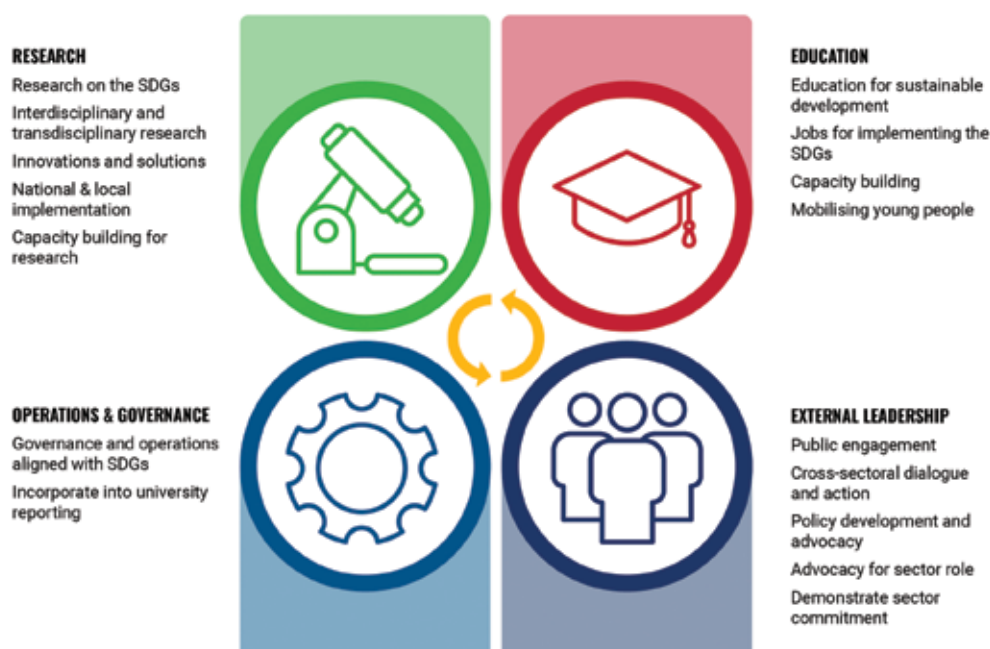 RESEARCH
Research on the SDGs
Interdisciplinary and
transdisciplinary research
Innovations and solutions
National & local
implementation
Capacity building for
research
EDUCATION
Education for sustainable
development
Jobs for implementing the
SDGs
Capacity building
Mobilising young people
OPERATIONS & GOVERNANCE
Governance and operations
aligned with SDGs
Incorporate into university
reporting
EXTERNAL LEADERSHIP
Public engagement
Cross-sectoral dialogue
and action
Policy development and
advocacy
Advocacy for sector role
Demonstrate sector
commitment